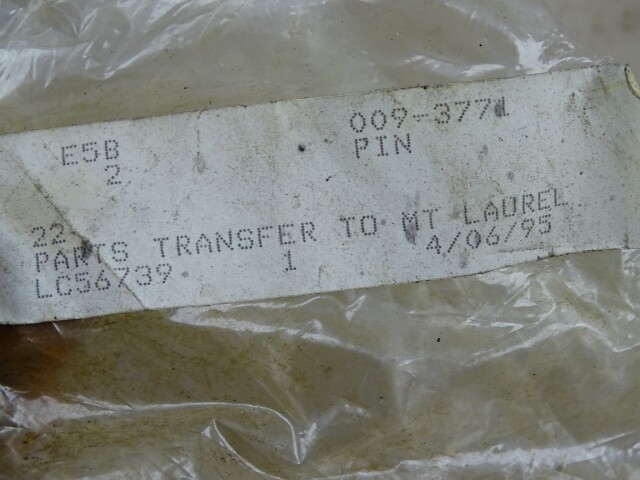 E5B 009-3771
2 PIN
22
PARTS TRANSFER TO MT LAUREL
LC56739 1 4/06/95